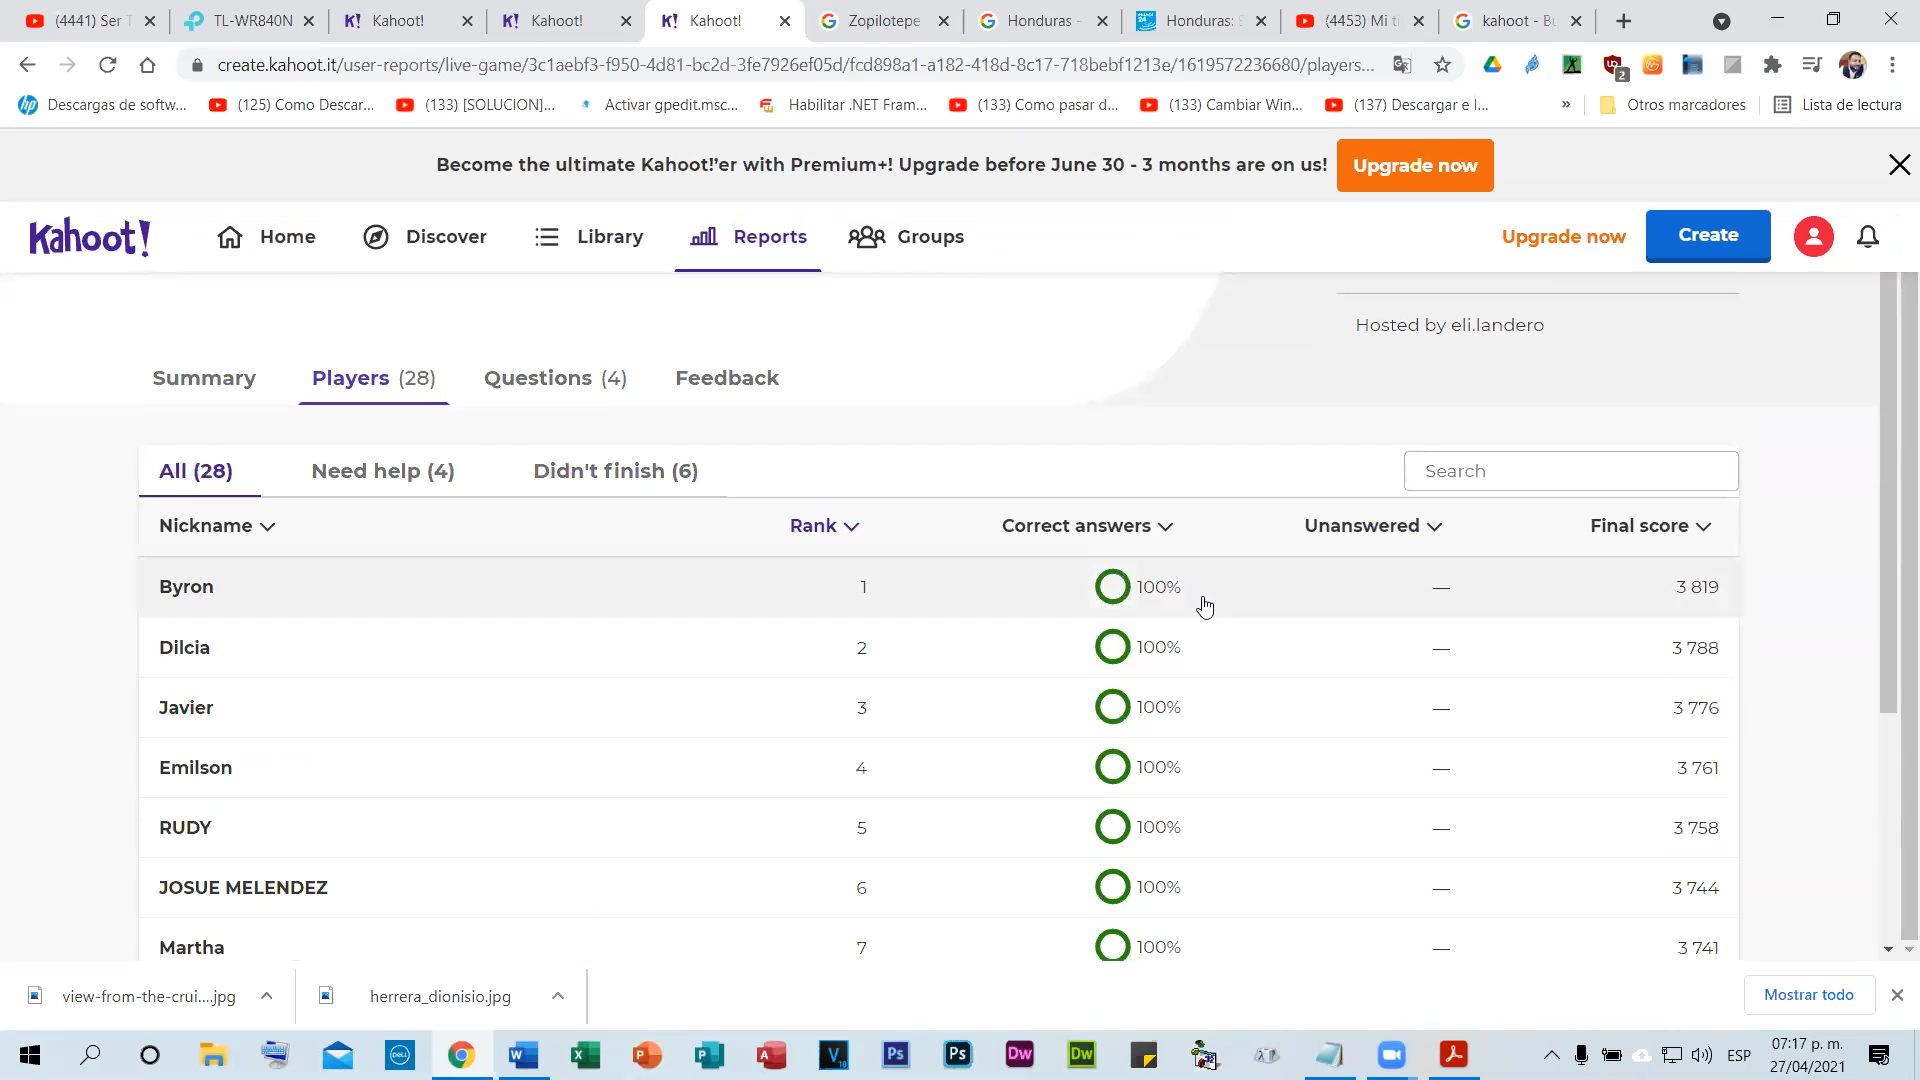 (4441) Ser T
TL-WR840N
Kahoot!
Kahoot!
Kahoot!
Zopilotepe
Honduras -
Honduras: E
(4453) Mi ti
kahoot - Bu
create.kahoot.it/user-reports/live-game/3c1aebf3-f950-4d81-bc2d-3fe7926ef05d/fcd898a1-a182-418d-8c17-718bebf1213e/1619572236680/players...
2
Descargas de softw...
(125) Como Descar...
(133) [SOLUCION]...
Activar gpedit.msc...
Habilitar .NET Fram...
(133) Como pasar d...
(133) Cambiar Win...
(137) Descargar e I...
»
Otros marcadores
Lista de lectura
Become the ultimate Kahoot!'er with Premium+! Upgrade before June 30 - 3 months are on us!
Upgrade now
Kahoot!
Home
Discover
Library
Reports
Groups
Upgrade now
Create
Hosted by eli.landero
Summary
Players (28)
Questions (4)
Feedback
All (28)
Need help (4)
Didn't finish (6)
Search
Nickname Rank Correct answers Unanswered Final score
Byron 1 100% — 3 819
Dilcia 2 100% — 3 788
Javier 3 100% — 3 776
Emilson 4 100% — 3 761
RUDY 5 100% — 3 758
JOSUE MELENDEZ 6 100% — 3 744
Martha 7 100% — 3 741
view-from-the-crui....jpg
herrera_dionisio.jpg
Mostrar todo
ESP
07:17 p. m.
27/04/2021